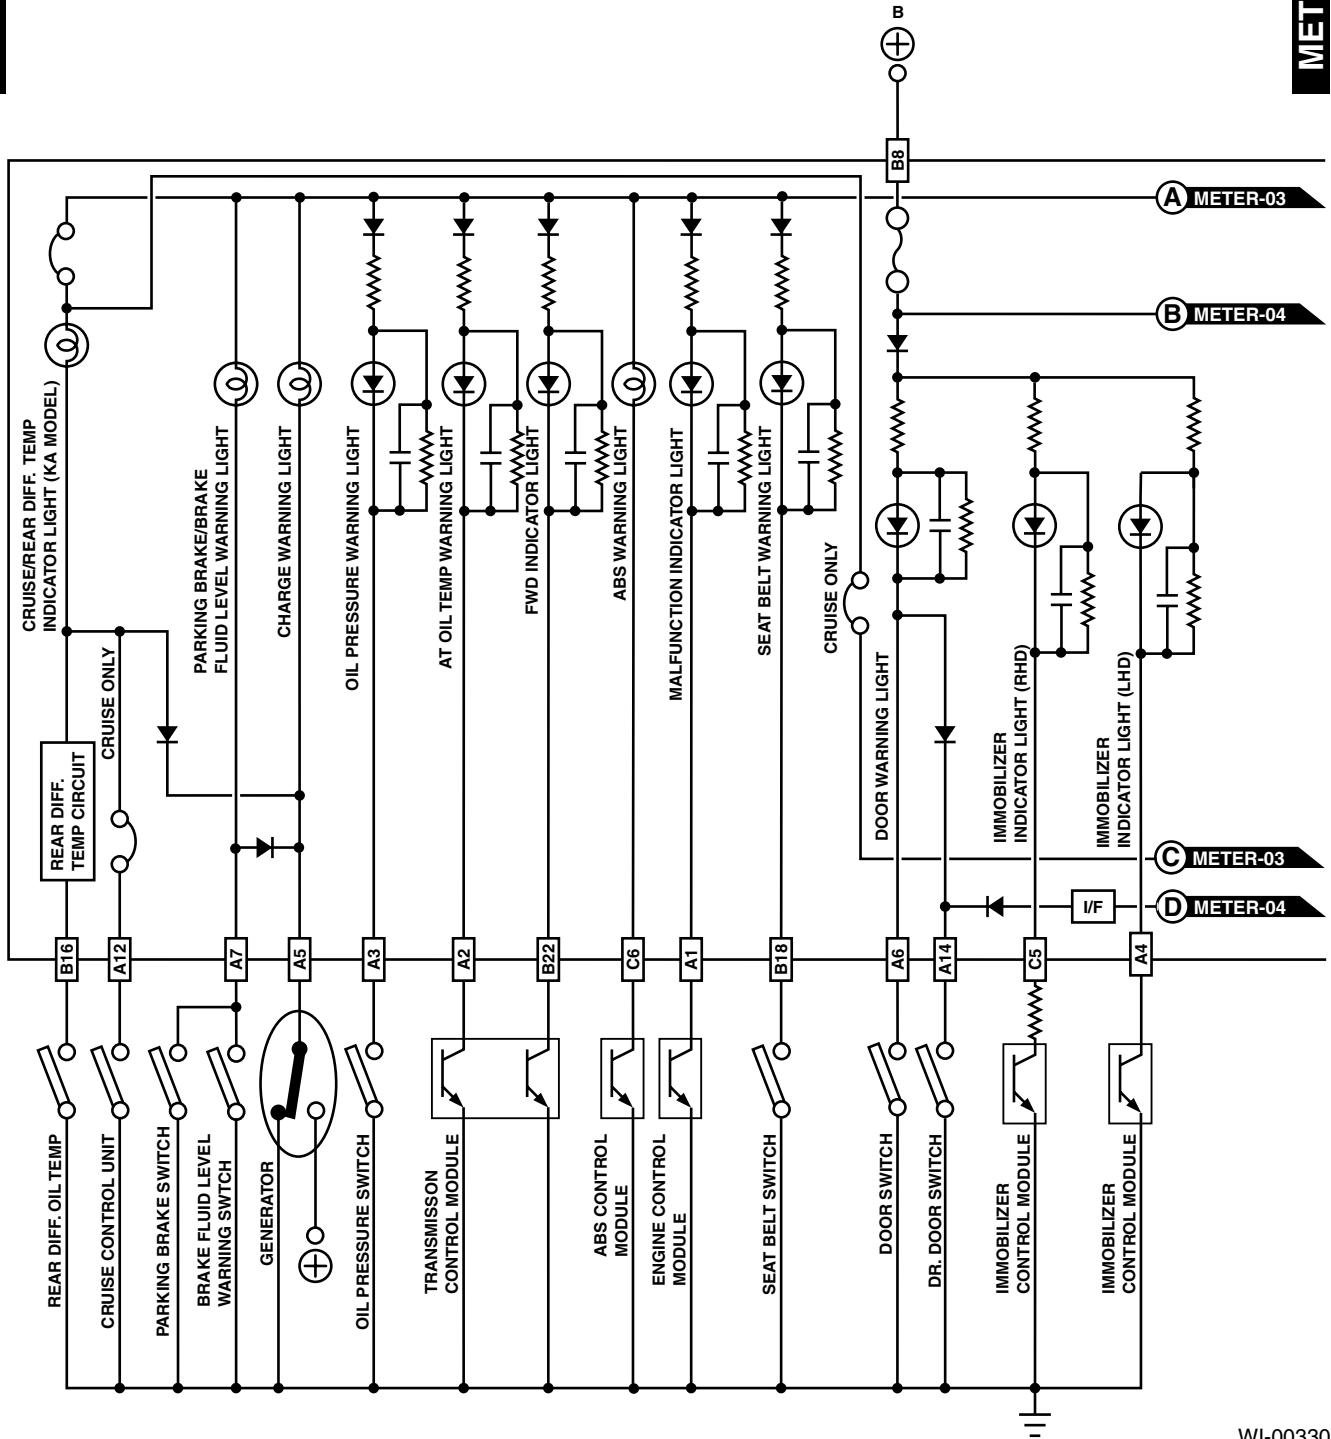 B
MET
B8
A METER-03
B METER-04
CRUISE/REAR DIFF. TEMP
INDICATOR LIGHT (KA MODEL)
PARKING BRAKE/BRAKE
FLUID LEVEL WARNING LIGHT
CHARGE WARNING LIGHT
OIL PRESSURE WARNING LIGHT
AT OIL TEMP WARNING LIGHT
FWD INDICATOR LIGHT
ABS WARNING LIGHT
MALFUNCTION INDICATOR LIGHT
SEAT BELT WARNING LIGHT
CRUISE ONLY
DOOR WARNING LIGHT
IMMOBILIZER
INDICATOR LIGHT (RHD)
IMMOBILIZER
INDICATOR LIGHT (LHD)
CRUISE ONLY
REAR DIFF.
TEMP CIRCUIT
C METER-03
I/F
D METER-04
B16
A12
A7
A5
A3
A2
B22
C6
A1
B18
A6
A14
C5
A4
REAR DIFF. OIL TEMP
CRUISE CONTROL UNIT
PARKING BRAKE SWITCH
BRAKE FLUID LEVEL
WARNING SWTCH
GENERATOR
OIL PRESSURE SWITCH
TRANSMISSON
CONTROL MODULE
ABS CONTROL
MODULE
ENGINE CONTROL
MODULE
SEAT BELT SWITCH
DOOR SWITCH
DR. DOOR SWITCH
IMMOBILIZER
CONTROL MODULE
IMMOBILIZER
CONTROL MODULE
WI-00330